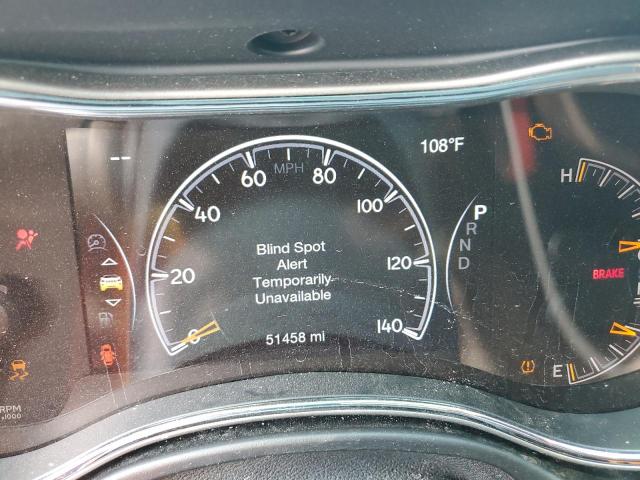 --
108°F
MPH
60
80
40
100
20
120
0
140
Blind Spot
Alert
Temporarily
Unavailable
51458 mi
P
R
N
D
H
BRAKE
E
RPM
x1000